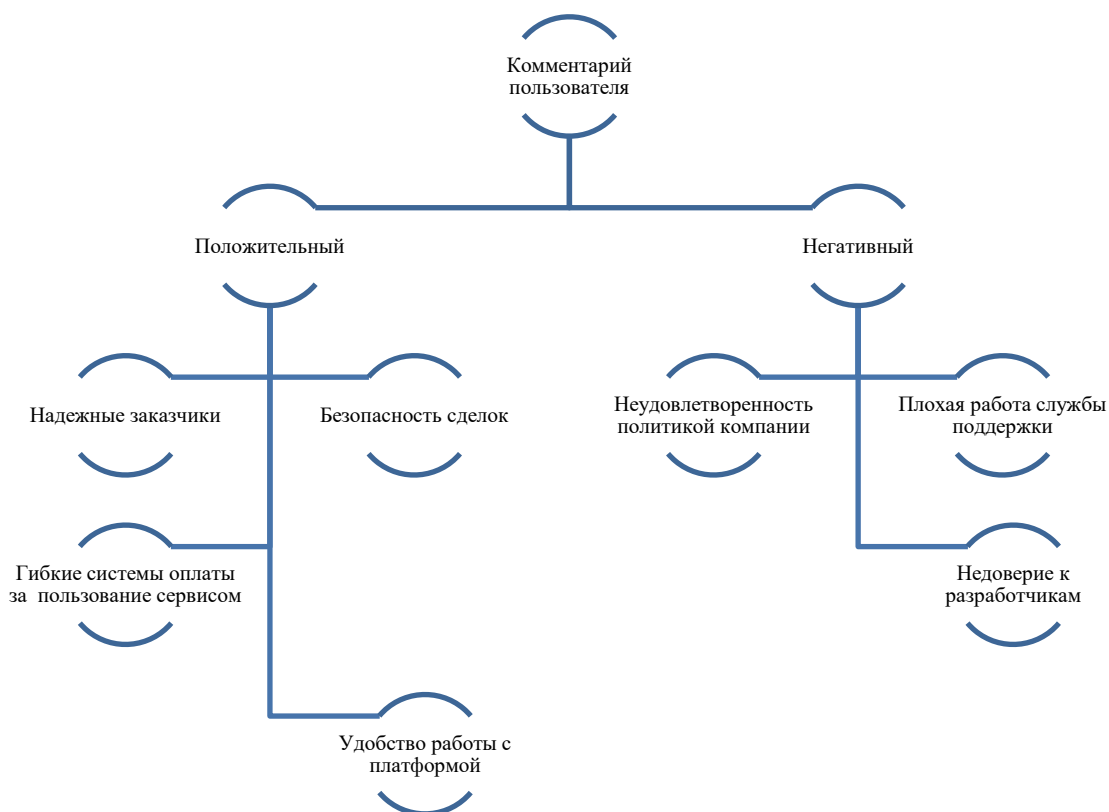 Комментарий
пользователя
Положительный
Негативный
Надежные заказчики
Безопасность сделок
Неудовлетворенность
политикой компании
Плохая работа службы
поддержки
Гибкие системы оплаты
за  пользование сервисом
Недоверие к
разработчикам
Удобство работы с
платформой